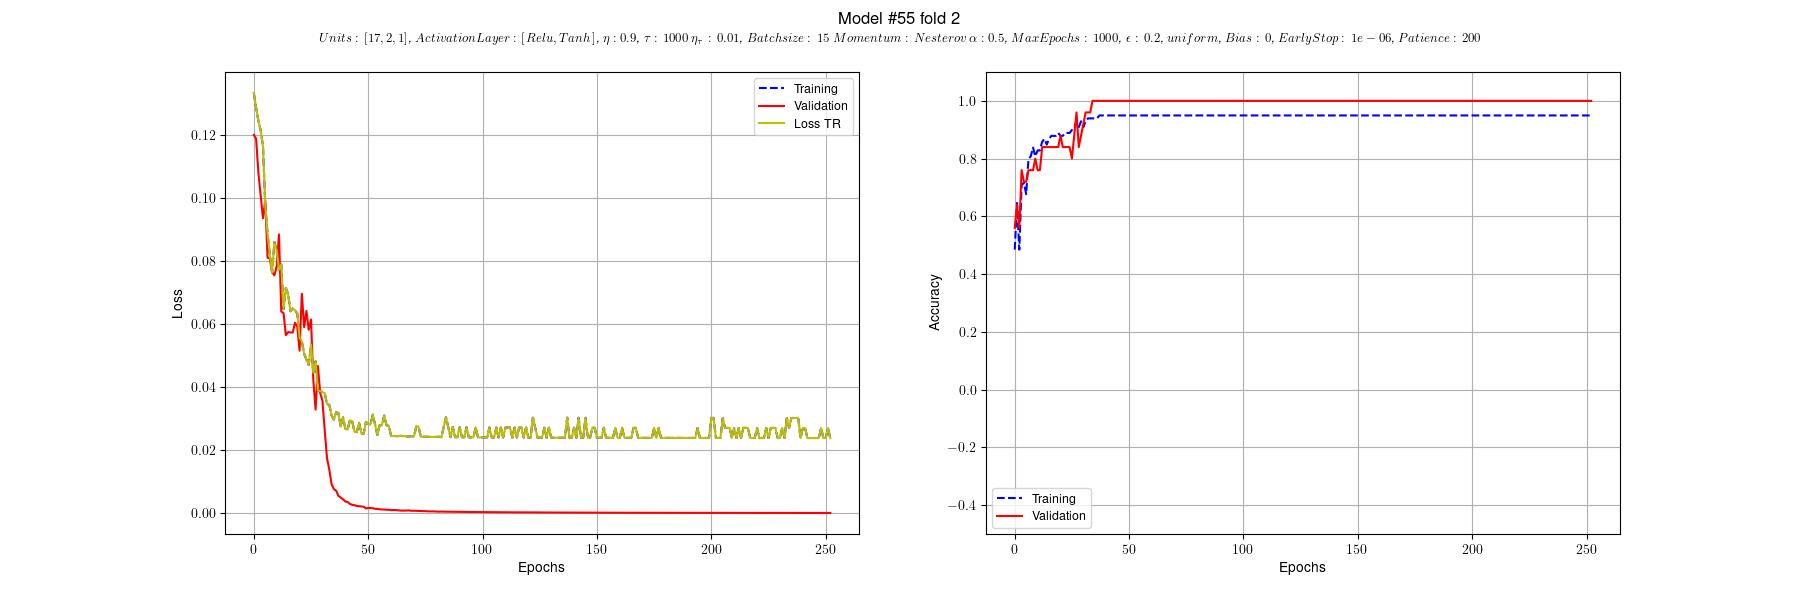 Model #55 fold 2
Units : [17, 2, 1], ActivationLayer : [Relu, Tanh], η : 0.9, τ : 1000 ητ : 0.01, Batchsize : 15 Momentum : Nesterov α : 0.5, MaxEpochs : 1000, ϵ : 0.2, uniform, Bias : 0, EarlyStop : 1e − 06, Patience : 200
Training
Validation
Loss TR
0.12
0.10
0.08
0.06
0.04
0.02
0.00
Loss
0
50
100
150
200
250
Epochs
1.0
0.8
0.6
0.4
0.2
0.0
−0.2
−0.4
Accuracy
Training
Validation
0
50
100
150
200
250
Epochs